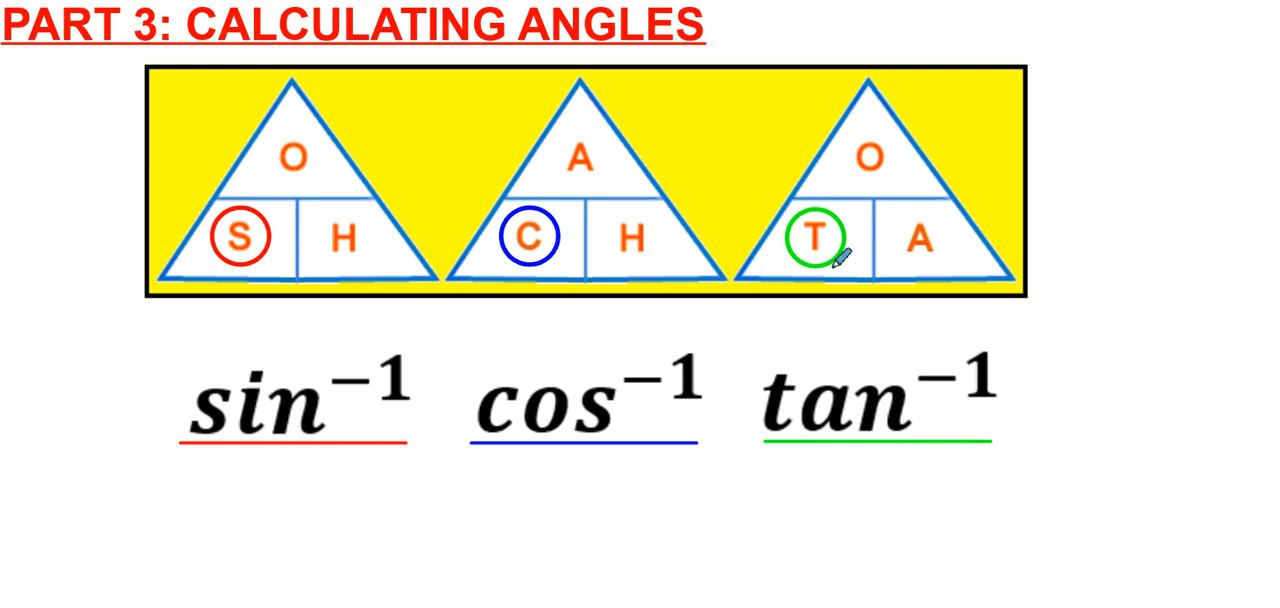 PART 3: CALCULATING ANGLES
O A O
S H C H T A
sin⁻¹ cos⁻¹ tan⁻¹